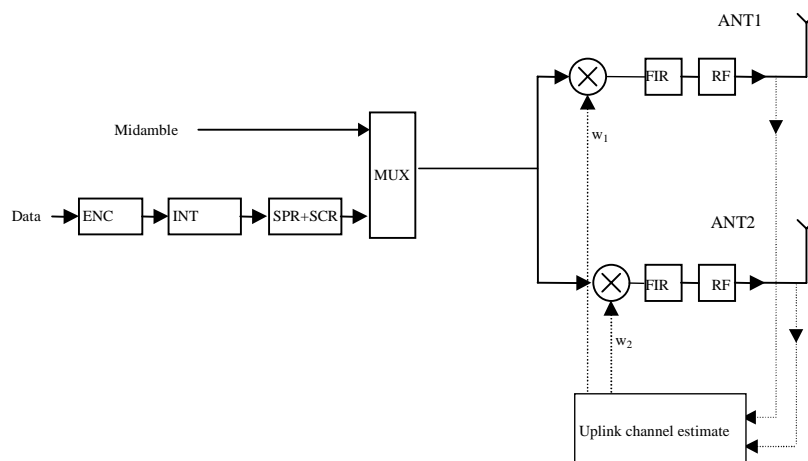 ANT1
FIR
RF
Midamble
w1
MUX
Data
ENC
INT
SPR+SCR
ANT2
FIR
RF
w2
Uplink channel estimate